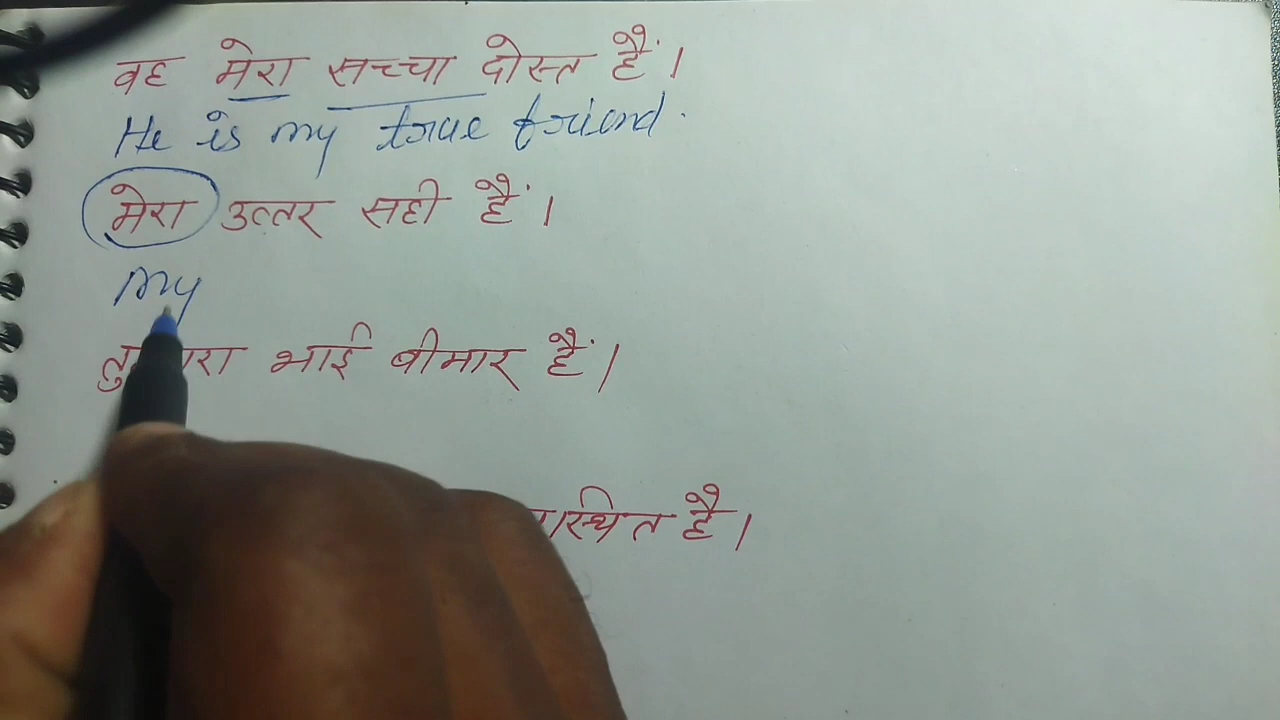 वह मेरा सच्चा दोस्त हैं।
He is my true friend.
मेरा उत्तर सही हैं।
my
भाई बीमार हैं।
है।